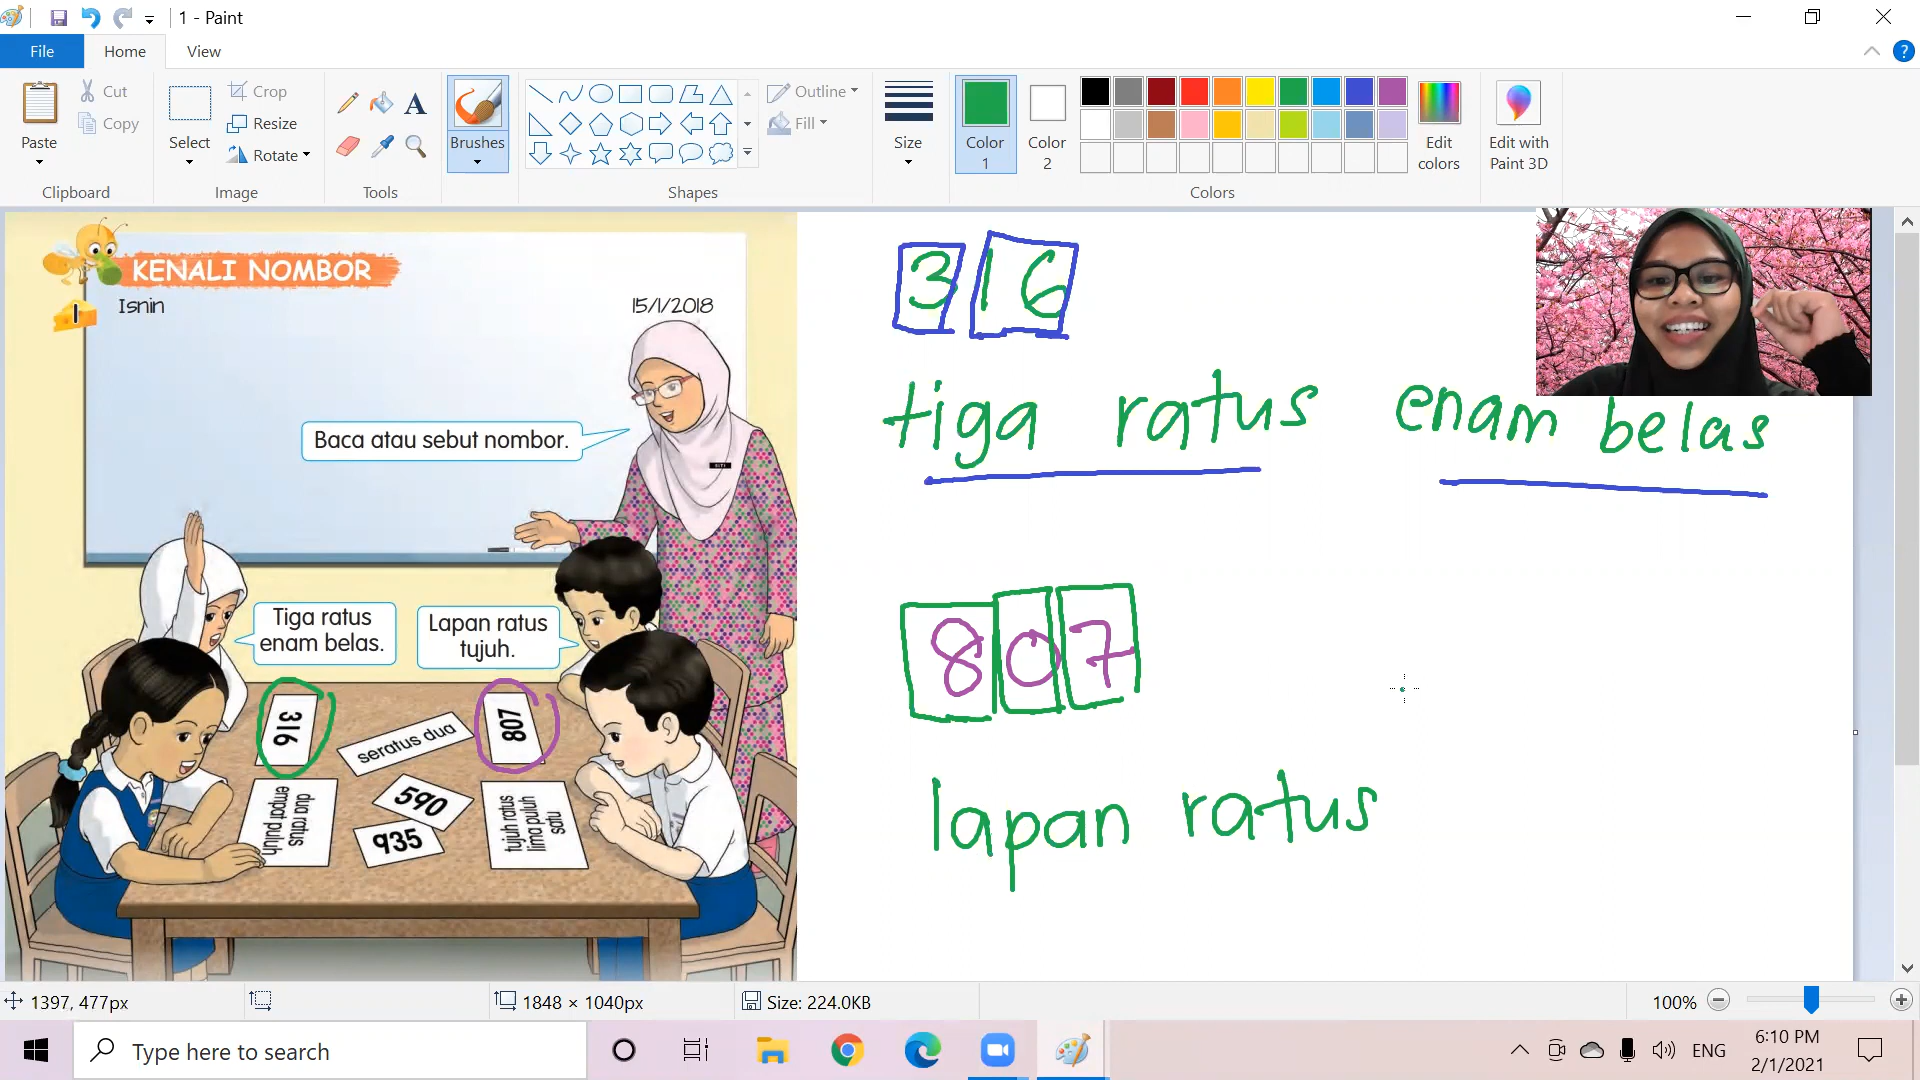 1 - Paint
File
Home
View
Paste
Cut
Copy
Clipboard
Select
Crop
Resize
Rotate
Image
Tools
Brushes
Shapes
Outline
Fill
Size
Color
1
Color
2
Colors
Edit
colors
Edit with
Paint 3D
KENALI NOMBOR
1
Isnin
15/1/2018
Baca atau sebut nombor.
SITI
Tiga ratus
enam belas.
Lapan ratus
tujuh.
316
seratus dua
807
dua ratus
empat puluh
590
935
tujuh ratus
lima puluh
satu
316
tiga ratus enam belas
807
lapan ratus
1397, 477px
1848 × 1040px
Size: 224.0KB
100%
Type here to search
ENG
6:10 PM
2/1/2021